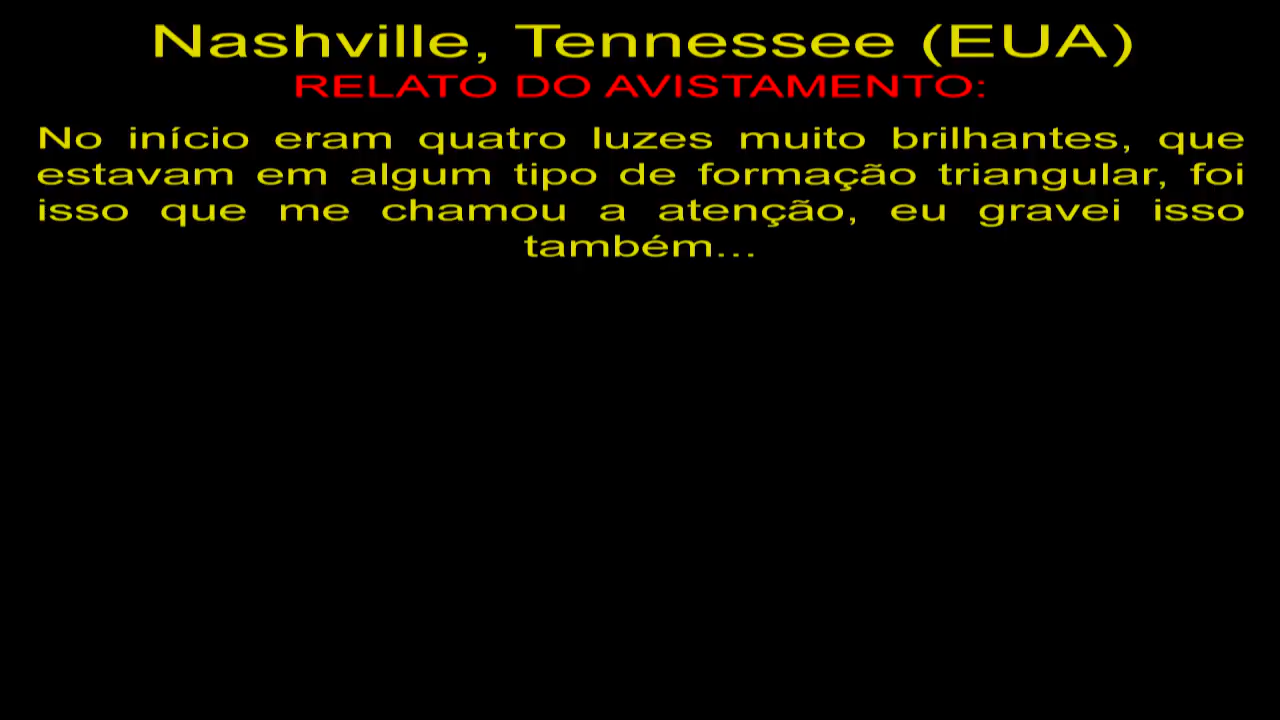 Nashville, Tennessee (EUA)
RELATO DO AVISTAMENTO:
No início eram quatro luzes muito brilhantes, que
estavam em algum tipo de formação triangular, foi
isso que me chamou a atenção, eu gravei isso
também...